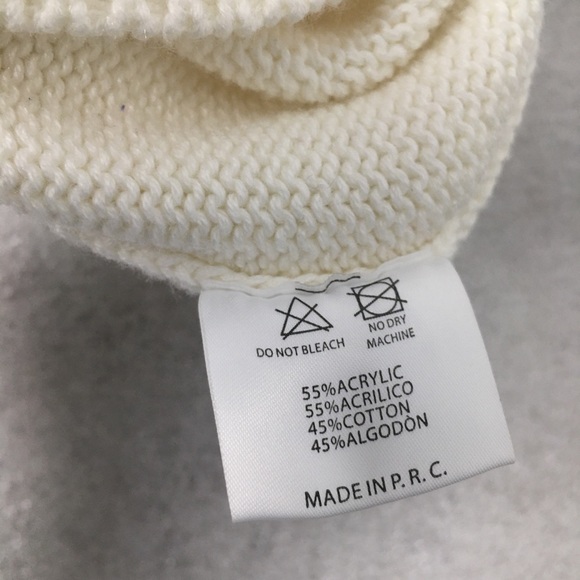 DO NOT BLEACH
NO DRY
MACHINE
55%ACRYLIC
55%ACRILICO
45%COTTON
45%ALGODÒN
MADE IN P. R. C.